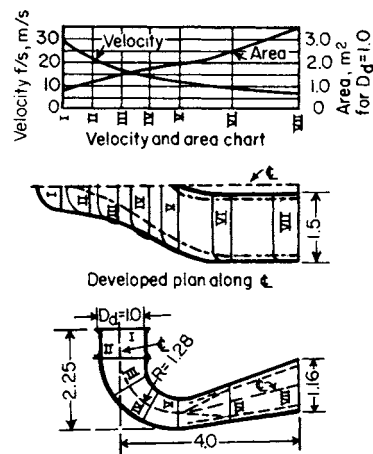 Velocity f/s, m/s
30
20
10
0
Velocity
Area
3.0
2.0
1.0
0
Area, m²
for Dd=1.0
I II III IV V VI VII
Velocity and area chart
℄
I II III IV V VI VII
1.5
Developed plan along ℄
Dd=1.0
I
℄
II
III
R=1.28
IV
V
VI
℄
VII
2.25
1.16
4.0